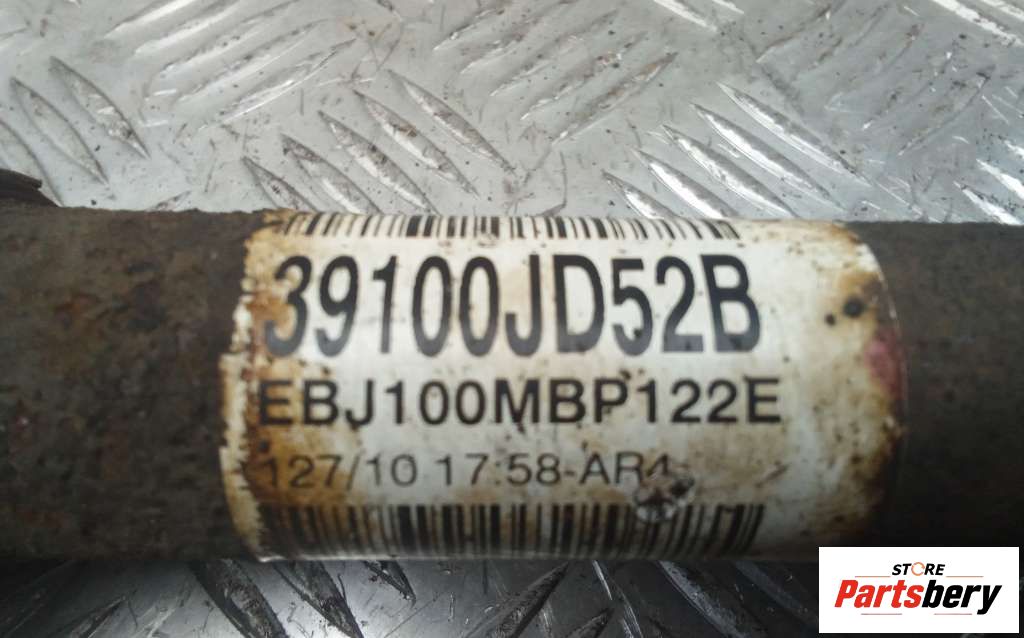 39100JD52B
EBJ100MBP122E
127/10 17:58-AR4
STORE
Partsbery